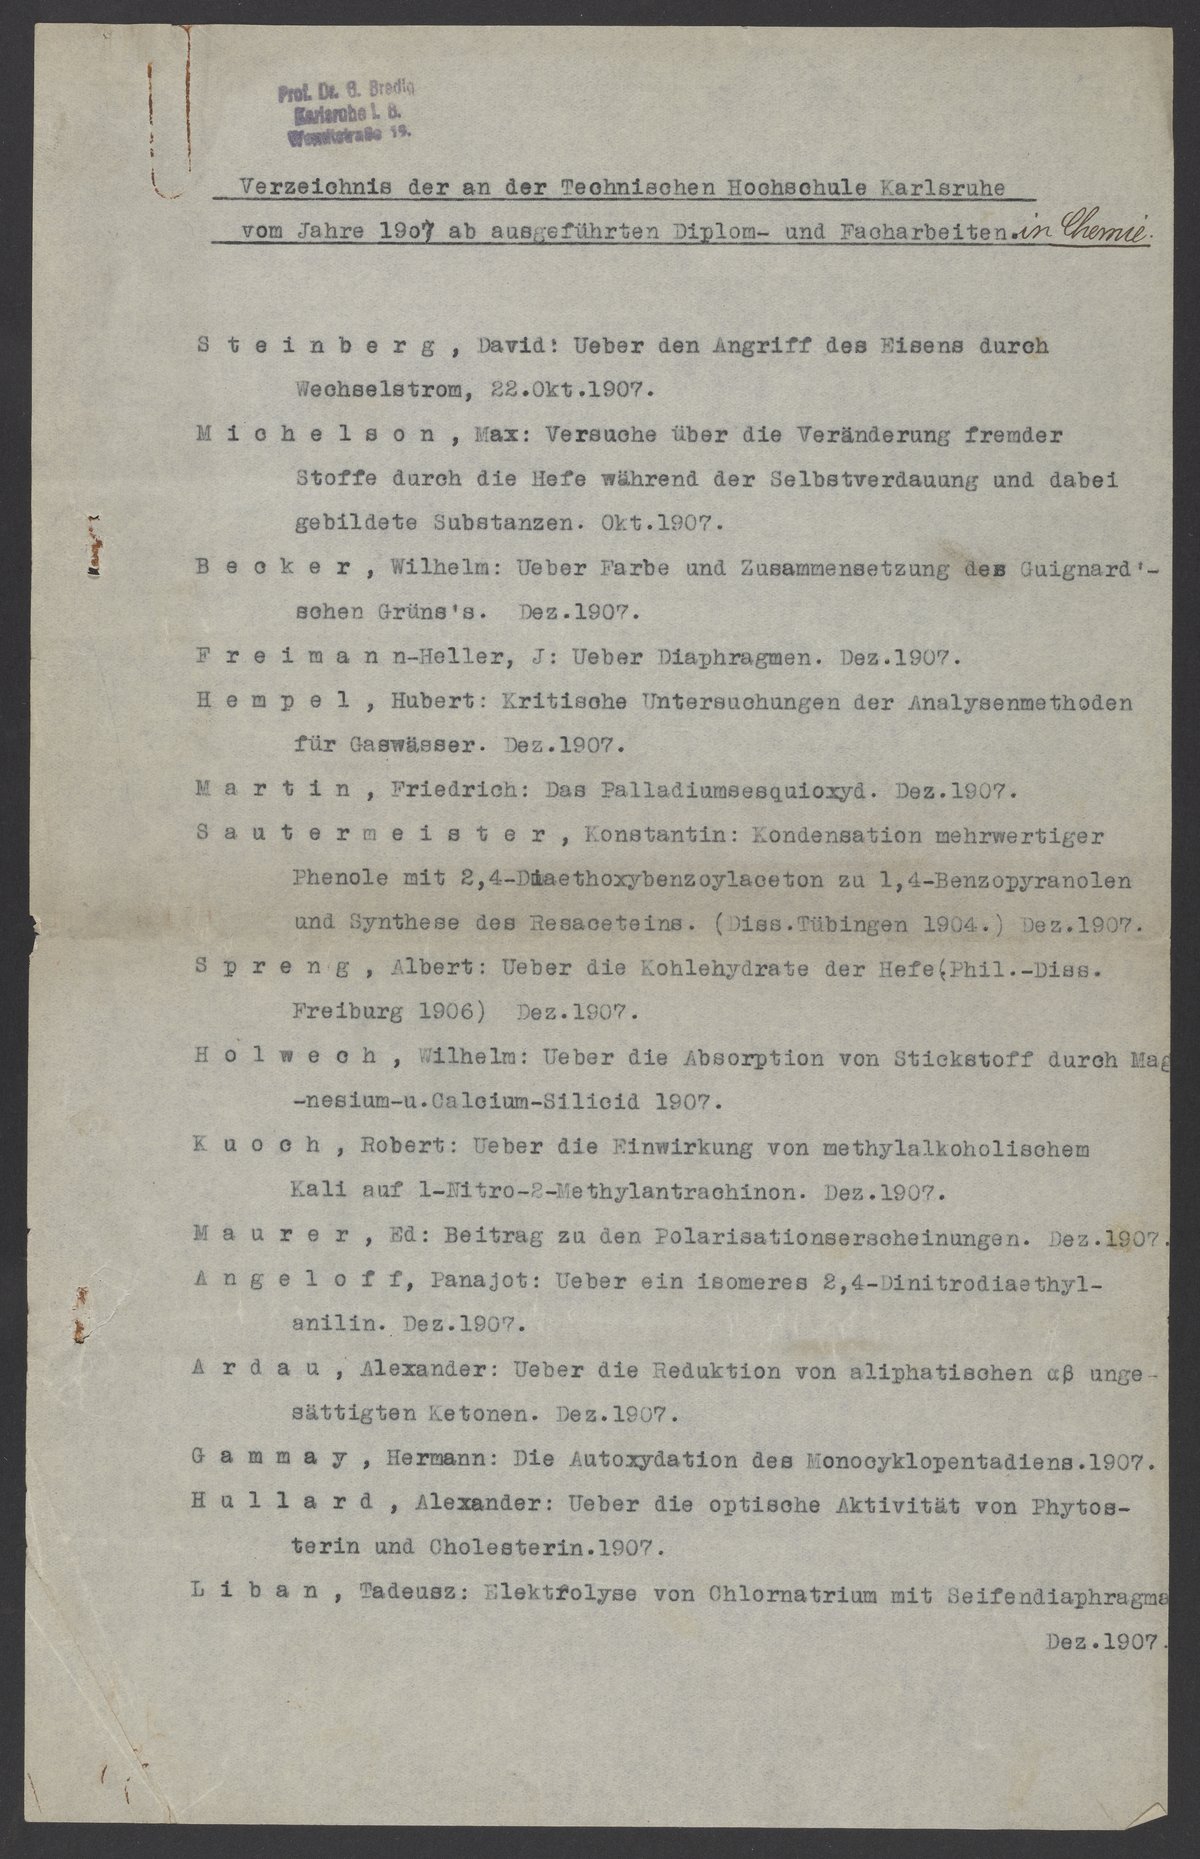 Prof. Dr. G. Bredig
Karlsruhe i. B.
19.
Verzeichnis der an der Technischen Hochschule Karlsruhe
vom Jahre 1907 ab ausgeführten Diplom- und Facharbeiten. in Chemie.
S t e i n b e r g , David: Ueber den Angriff des Eisens durch
Wechselstrom, 22.Okt.1907.
M i c h e l s o n , Max: Versuche über die Veränderung fremder
Stoffe durch die Hefe während der Selbstverdauung und dabei
gebildete Substanzen. Okt.1907.
B e c k e r , Wilhelm: Ueber Farbe und Zusammensetzung des Guignard'-
schen Grüns's. Dez.1907.
F r e i m a n n-Heller, J: Ueber Diaphragmen. Dez.1907.
H e m p e l , Hubert: Kritische Untersuchungen der Analysenmethoden
für Gaswässer. Dez.1907.
M a r t i n , Friedrich: Das Palladiumsesquioxyd. Dez.1907.
S a u t e r m e i s t e r , Konstantin: Kondensation mehrwertiger
Phenole mit 2,4-Diaethoxybenzoylaceton zu 1,4-Benzopyranolen
und Synthese des Resaceteins. (Diss.Tübingen 1904.) Dez.1907.
S p r e n g , Albert: Ueber die Kohlehydrate der Hefe(Phil.-Diss.
Freiburg 1906) Dez.1907.
H o l w e c h , Wilhelm: Ueber die Absorption von Stickstoff durch Mag
-nesium-u.Calcium-Silicid 1907.
K u o c h , Robert: Ueber die Einwirkung von methylalkoholischem
Kali auf 1-Nitro-2-Methylantrachinon. Dez.1907.
M a u r e r , Ed: Beitrag zu den Polarisationserscheinungen. Dez.1907.
A n g e l o f f, Panajot: Ueber ein isomeres 2,4-Dinitrodiaethyl-
anilin. Dez.1907.
A r d a u , Alexander: Ueber die Reduktion von aliphatischen αβ unge-
sättigten Ketonen. Dez.1907.
G a m m a y , Hermann: Die Autoxydation des Monocyklopentadiens.1907.
H u l l a r d , Alexander: Ueber die optische Aktivität von Phytos-
terin und Cholesterin.1907.
L i b a n , Tadeusz: Elektrolyse von Chlornatrium mit Seifendiaphragma
Dez.1907.